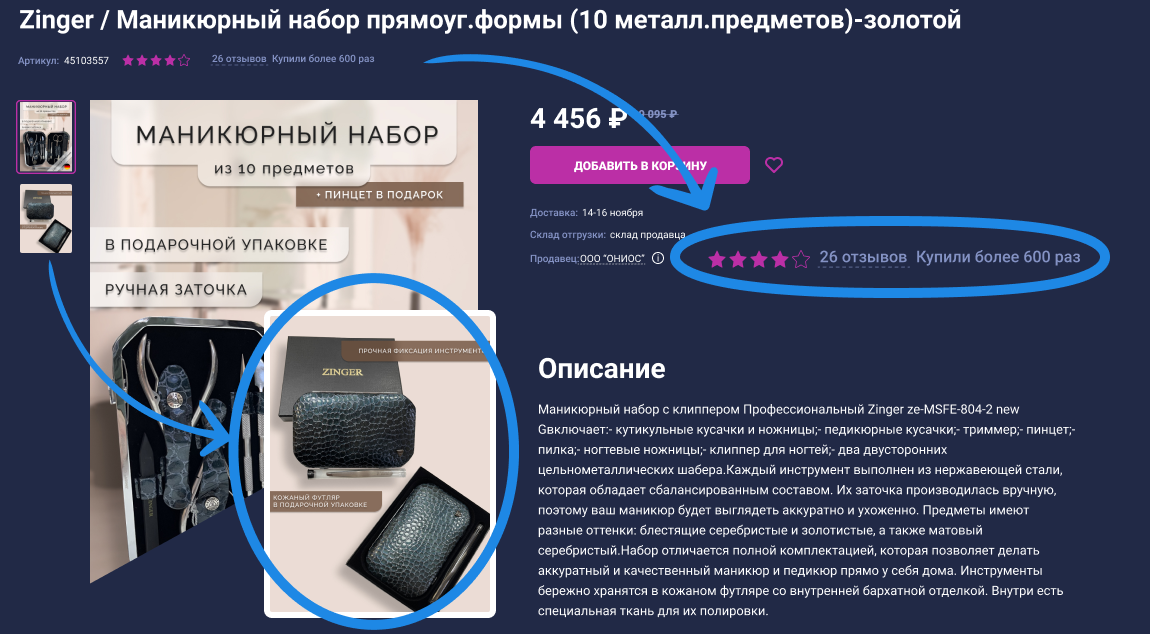 Zinger / Маникюрный набор прямоуг.формы (10 металл.предметов)-золотой
Артикул: 45103557
26 отзывов Купили более 600 раз
МАНИКЮРНЫЙ НАБОР
из 10 предметов
+ ПИНЦЕТ В ПОДАРОК
В ПОДАРОЧНОЙ УПАКОВКЕ
РУЧНАЯ ЗАТОЧКА
ПРОЧНАЯ ФИКСАЦИЯ ИНСТРУМЕНТ
ZINGER
КОЖАНЫЙ ФУТЛЯР
В ПОДАРОЧНОЙ УПАКОВКЕ
4 456 ₽
095 ₽
ДОБАВИТЬ В КОРЗИНУ
Доставка: 14-16 ноября
Склад отгрузки: склад продавца
Продавец: ООО "ОНИОС"
26 отзывов Купили более 600 раз
Описание
Маникюрный набор с клиппером Профессиональный Zinger ze-MSFE-804-2 new
Gвключает:- кутикульные кусачки и ножницы;- педикюрные кусачки;- триммер;- пинцет;-
пилка;- ногтевые ножницы;- клиппер для ногтей;- два двусторонних
цельнометаллических шабера.Каждый инструмент выполнен из нержавеющей стали,
которая обладает сбалансированным составом. Их заточка производилась вручную,
поэтому ваш маникюр будет выглядеть аккуратно и ухоженно. Предметы имеют
разные оттенки: блестящие серебристые и золотистые, а также матовый
серебристый.Набор отличается полной комплектацией, которая позволяет делать
аккуратный и качественный маникюр и педикюр прямо у себя дома. Инструменты
бережно хранятся в кожаном футляре со внутренней бархатной отделкой. Внутри есть
специальная ткань для их полировки.